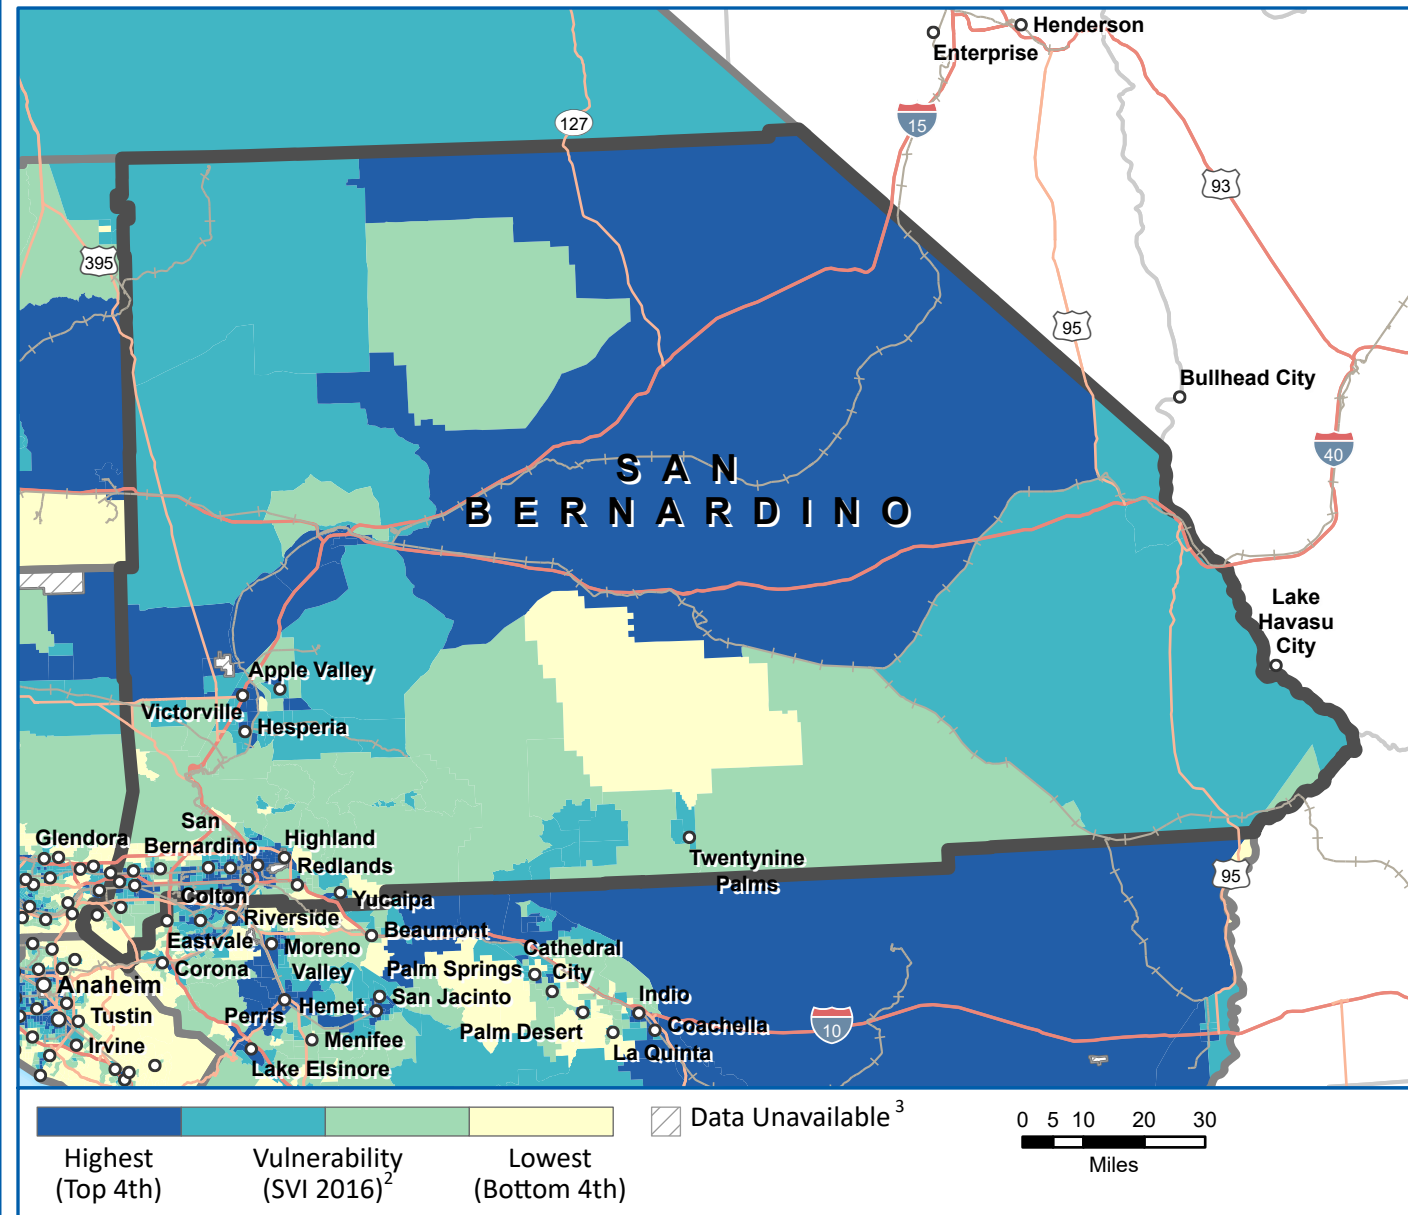 Henderson
Enterprise
127
15
93
395
95
Bullhead City
40
SAN
BERNARDINO
Lake
Havasu
City
Apple Valley
Victorville
Hesperia
San
Bernardino
Glendora
Highland
Redlands
Twentynine
Palms
95
Colton
Yucaipa
Riverside
Beaumont
Eastvale
Moreno
Valley
Cathedral
City
Corona
Palm Springs
Anaheim
Hemet
San Jacinto
Indio
Tustin
Perris
Coachella
10
Palm Desert
Irvine
Menifee
La Quinta
Lake Elsinore
Data Unavailable 3
0 5 10 20 30
Miles
Highest
(Top 4th)
Vulnerability
(SVI 2016)2
Lowest
(Bottom 4th)